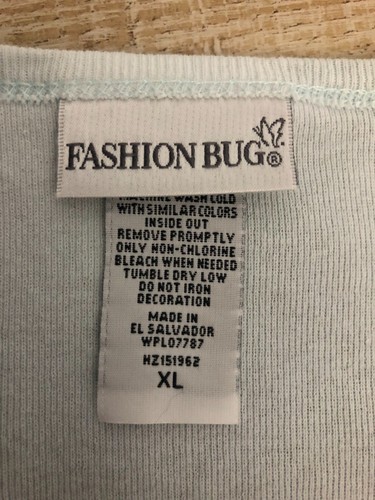 FASHION BUG®
MACHINE WASH COLD
WITH SIMILAR COLORS
INSIDE OUT
REMOVE PROMPTLY
ONLY NON-CHLORINE
BLEACH WHEN NEEDED
TUMBLE DRY LOW
DO NOT IRON
DECORATION
MADE IN
EL SALVADOR
WPL07787
HZ151962
XL